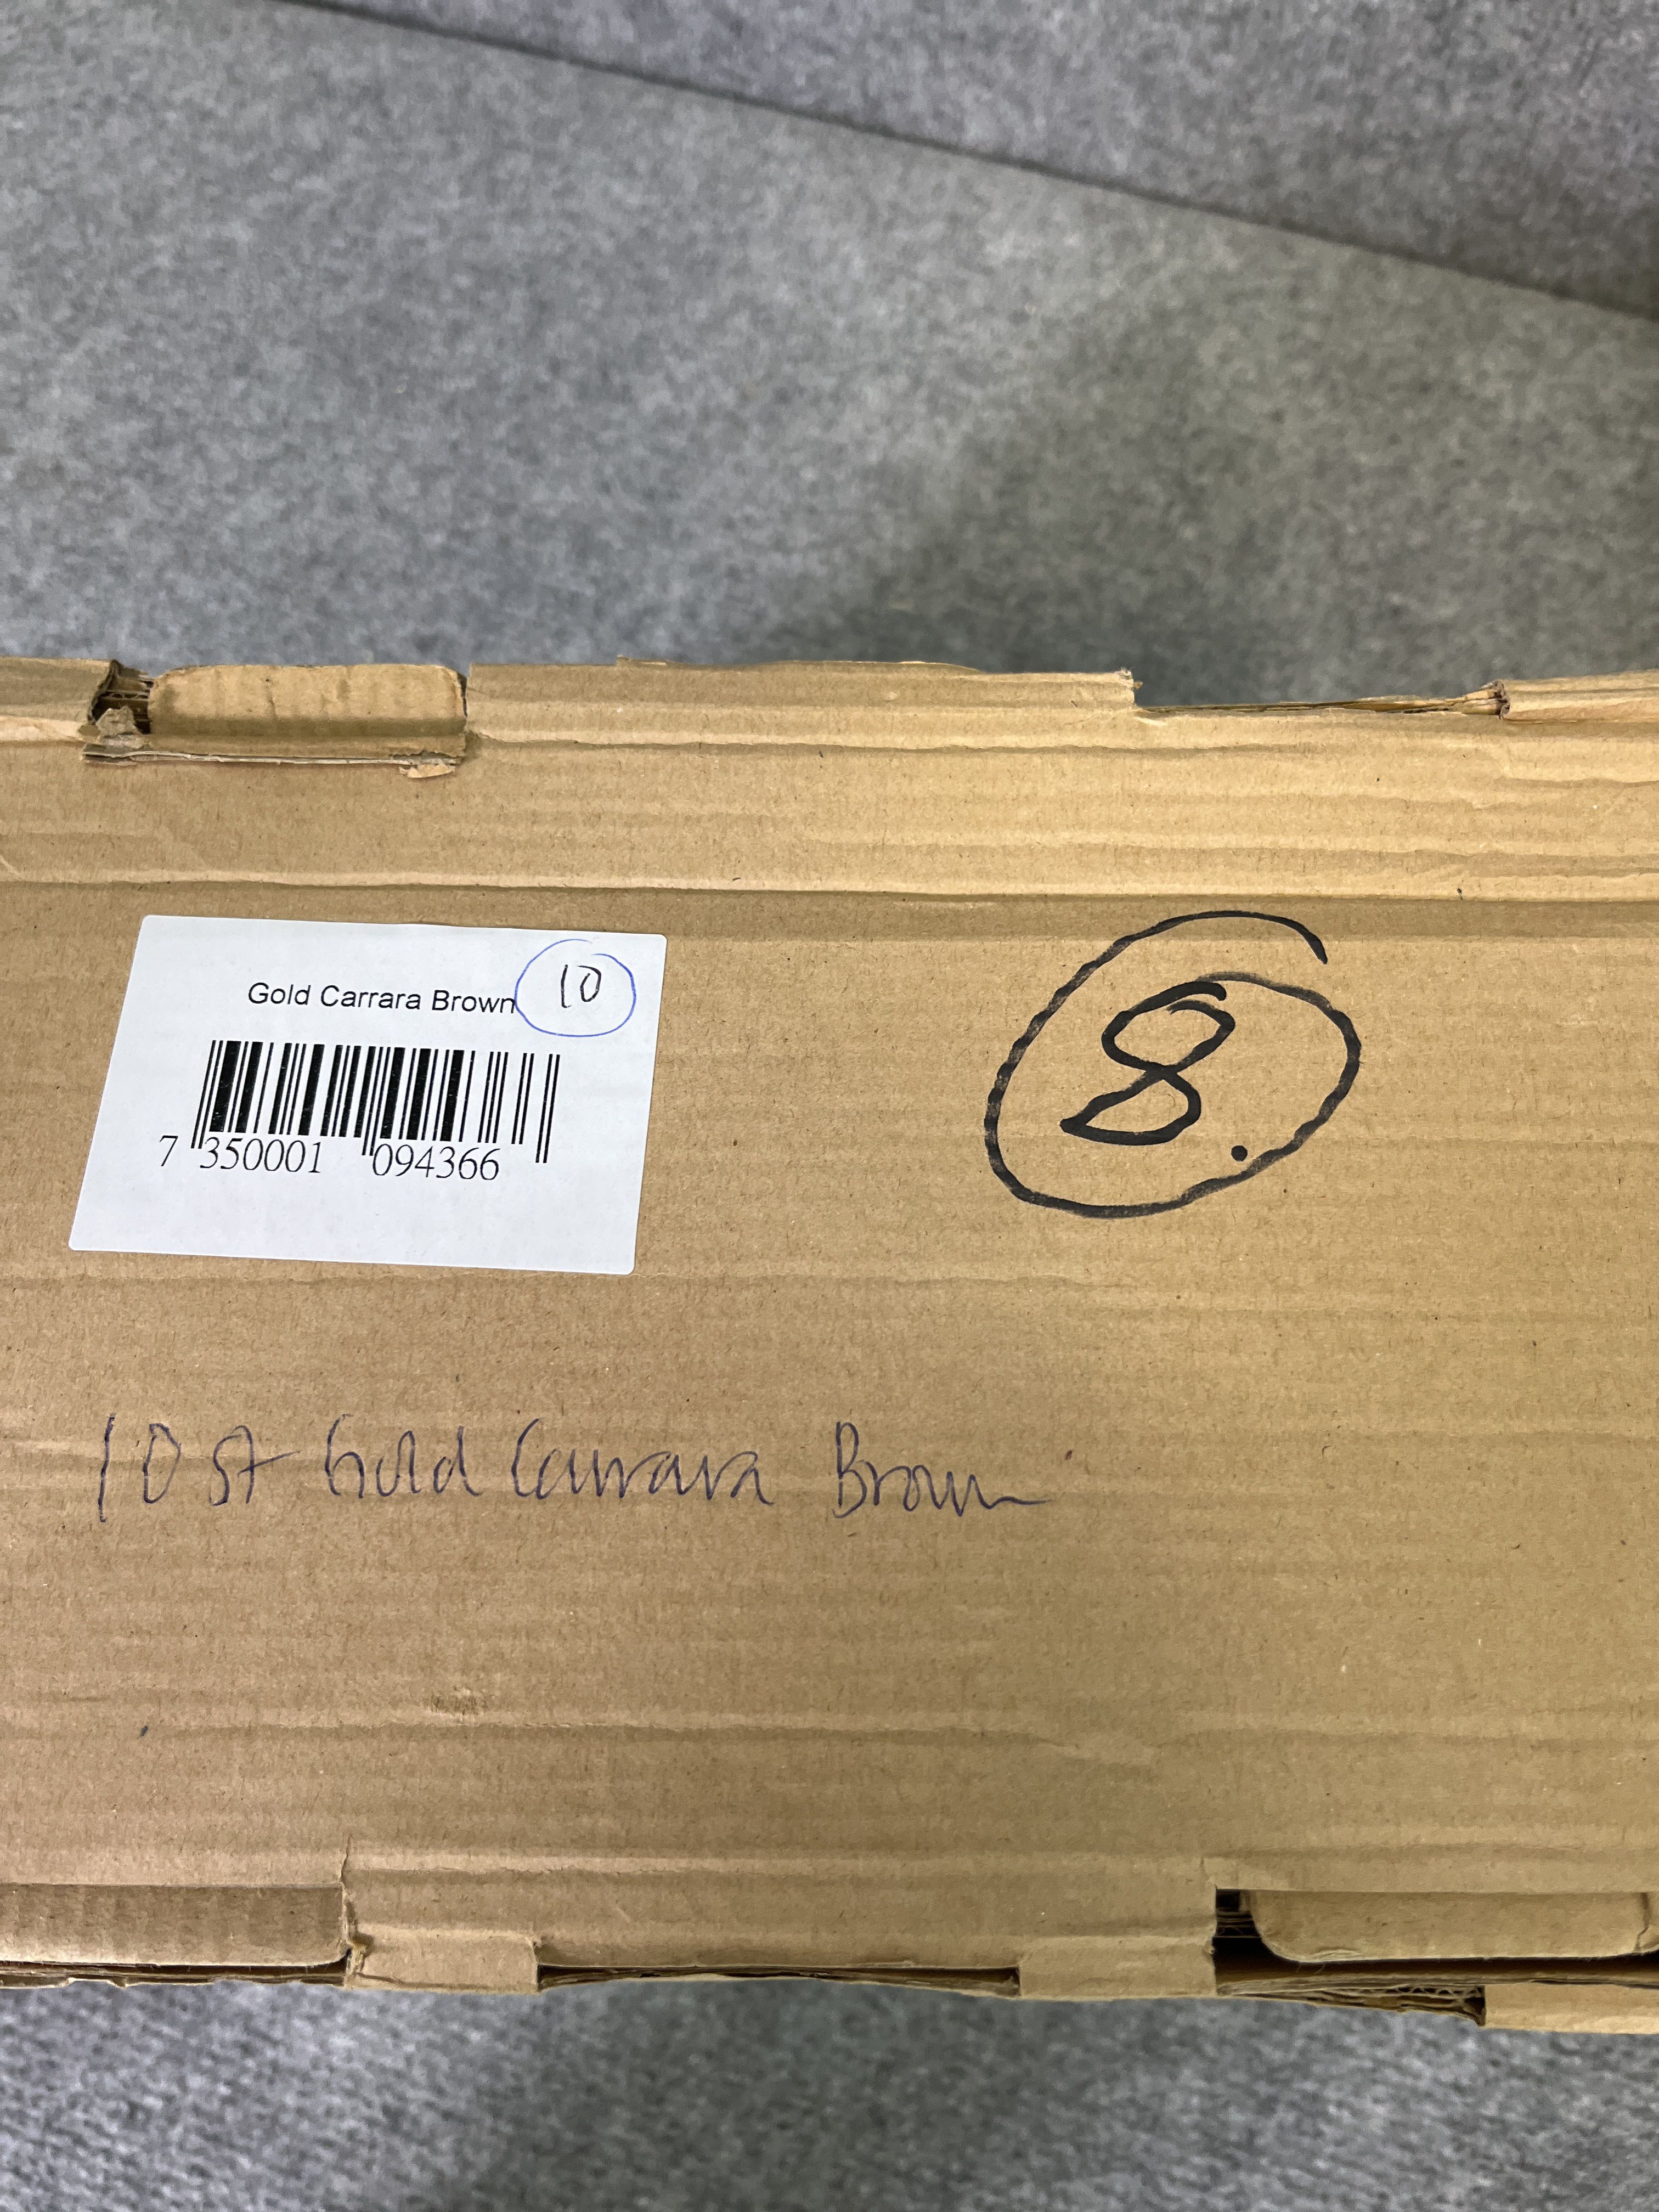 Gold Carrara Brown 10
7 350001 094366
8.
10 st Gold Carrara Brown